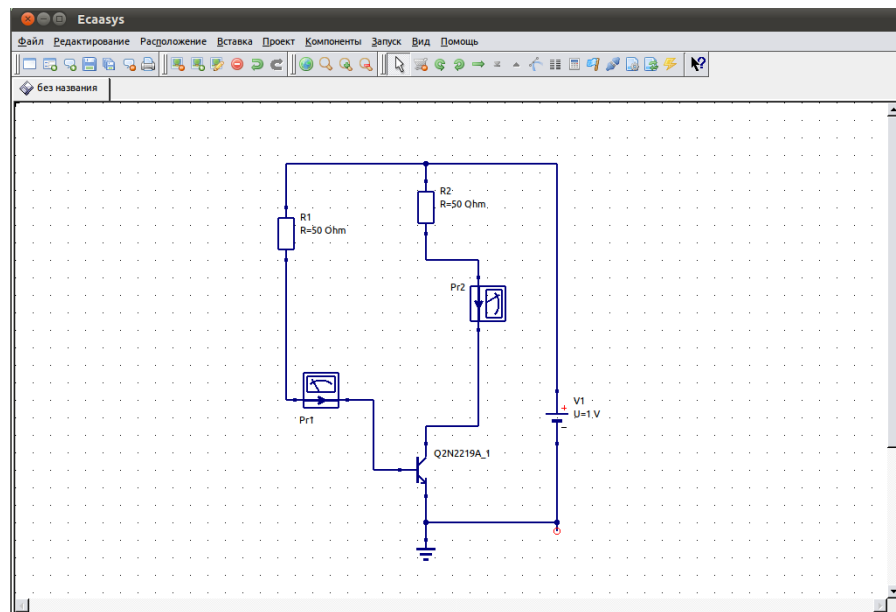 Ecaasys
Файл Редактирование Расположение Вставка Проект Компоненты Запуск Вид Помощь
без названия
R2
R=50 Ohm
R1
R=50 Ohm
Pr2
V1
U=1 V
Pr1
Q2N2219A_1